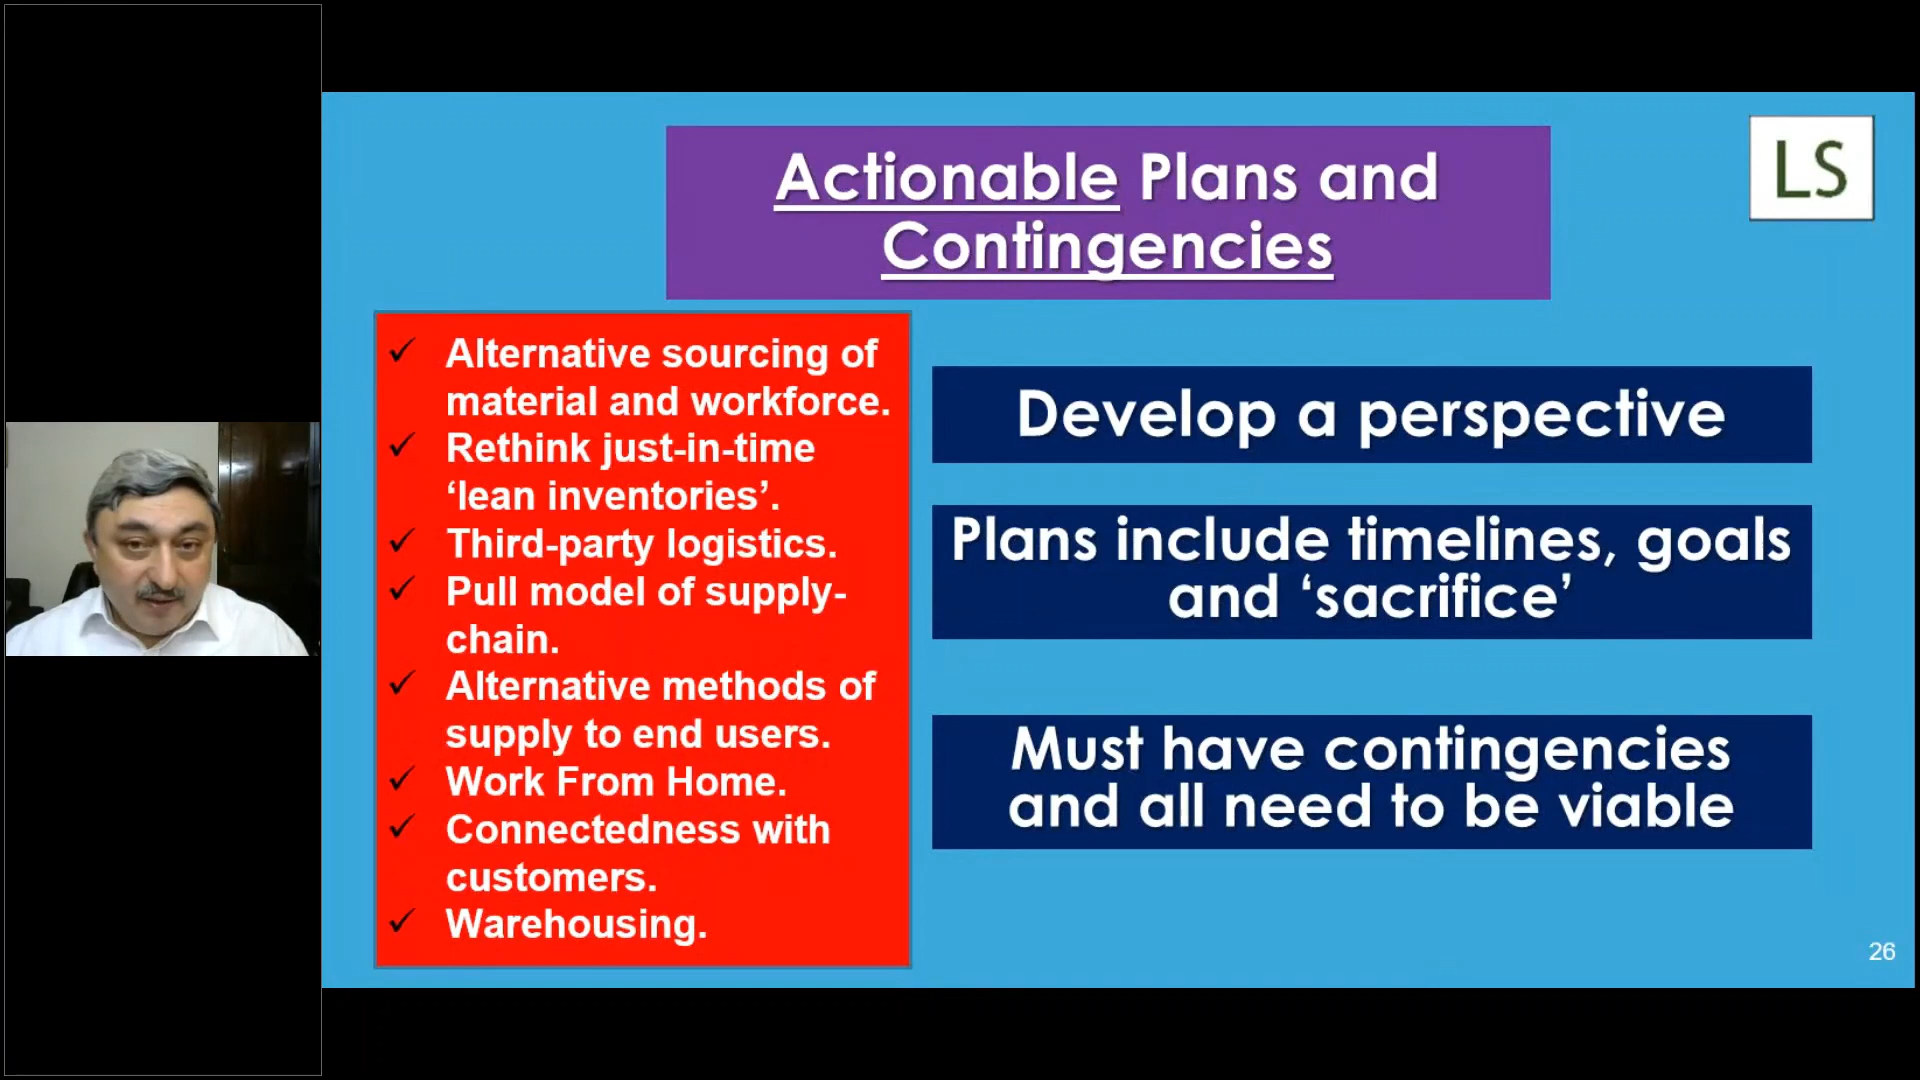 Actionable Plans and
Contingencies
LS
✓ Alternative sourcing of
material and workforce.
✓ Rethink just-in-time
‘lean inventories’.
✓ Third-party logistics.
✓ Pull model of supply-
chain.
✓ Alternative methods of
supply to end users.
✓ Work From Home.
✓ Connectedness with
customers.
✓ Warehousing.
Develop a perspective
Plans include timelines, goals
and ‘sacrifice’
Must have contingencies
and all need to be viable
26